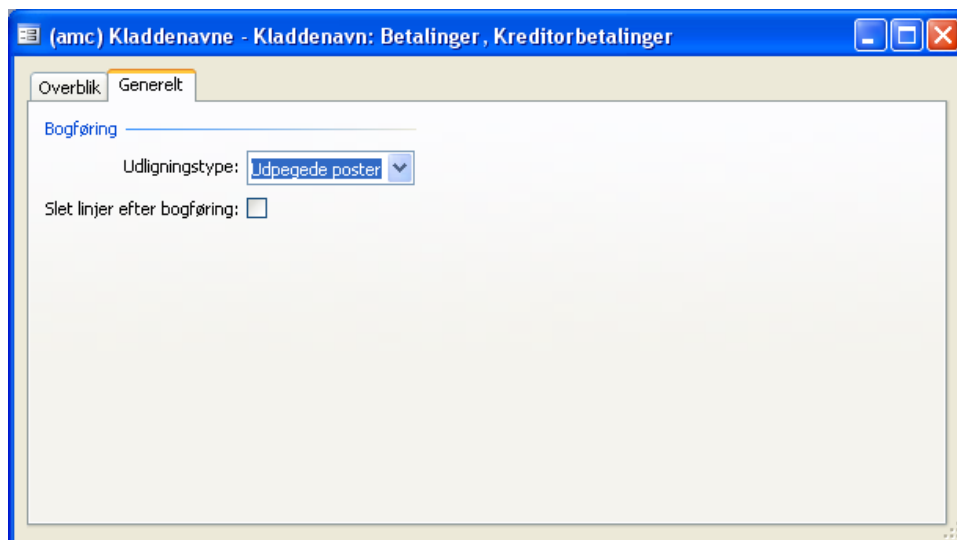 (amc) Kladdenavne - Kladdenavn: Betalinger, Kreditorbetalinger
Overblik Generelt
Bogføring
Udligningstype: Udpegede poster
Slet linjer efter bogføring: